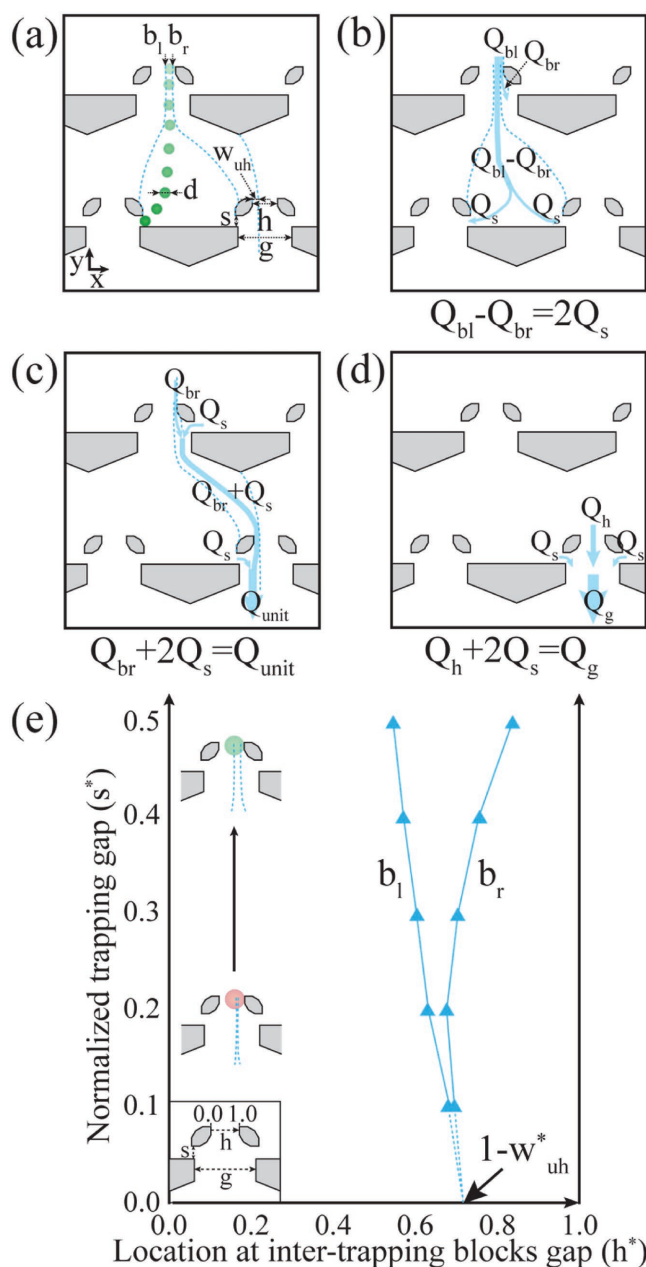 (a)
b_l b_r
w_uh
d
s
h
g
y
x
(b)
Q_bl
Q_br
Q_bl-Q_br
Q_s
Q_s
Q_bl-Q_br=2Q_s
(c)
Q_br
Q_s
Q_br+Q_s
Q_s
Q_unit
Q_br+2Q_s=Q_unit
(d)
Q_h
Q_s
Q_s
Q_g
Q_h+2Q_s=Q_g
(e)
Normalized trapping gap (s*)
0.5
0.4
0.3
0.2
0.1
0.0
b_l
b_r
0.0 1.0
h
s
g
1-w*_uh
0.0 0.2 0.4 0.6 0.8 1.0
Location at inter-trapping blocks gap (h*)